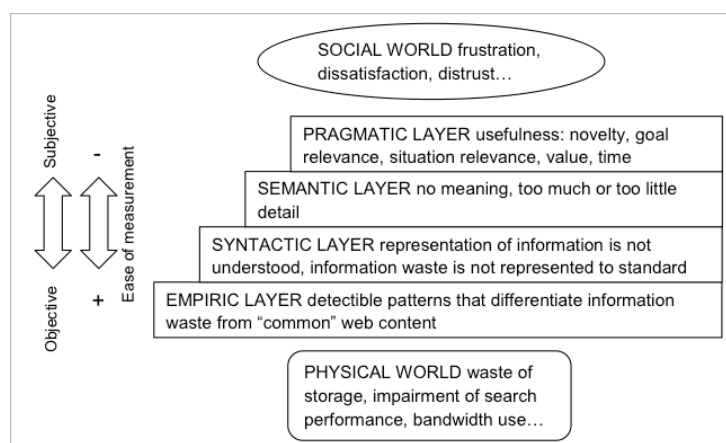 SOCIAL WORLD frustration,
dissatisfaction, distrust...
Subjective
-
Ease of measurement
+
Objective
PRAGMATIC LAYER usefulness: novelty, goal
relevance, situation relevance, value, time
SEMANTIC LAYER no meaning, too much or too little
detail
SYNTACTIC LAYER representation of information is not
understood, information waste is not represented to standard
EMPIRIC LAYER detectible patterns that differentiate information
waste from “common” web content
PHYSICAL WORLD waste of
storage, impairment of search
performance, bandwidth use...